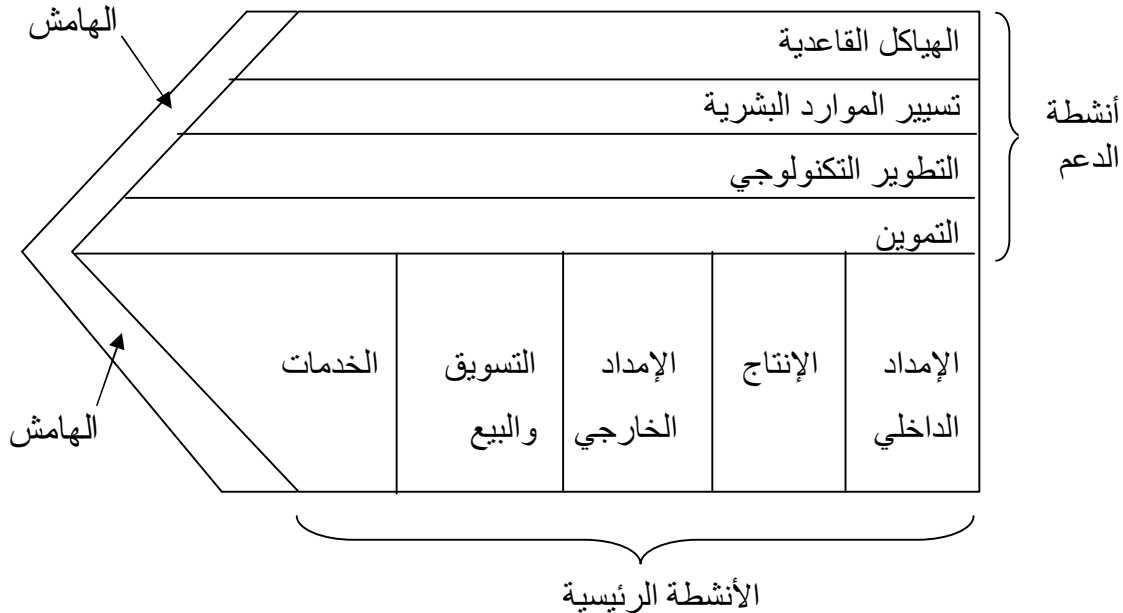 الهامش
الهياكل القاعدية
تسيير الموارد البشرية
التطوير التكنولوجي
التموين
أنشطة
الدعم
الإمداد
الداخلي
الإنتاج
الإمداد
الخارجي
التسويق
والبيع
الخدمات
الهامش
الأنشطة الرئيسية